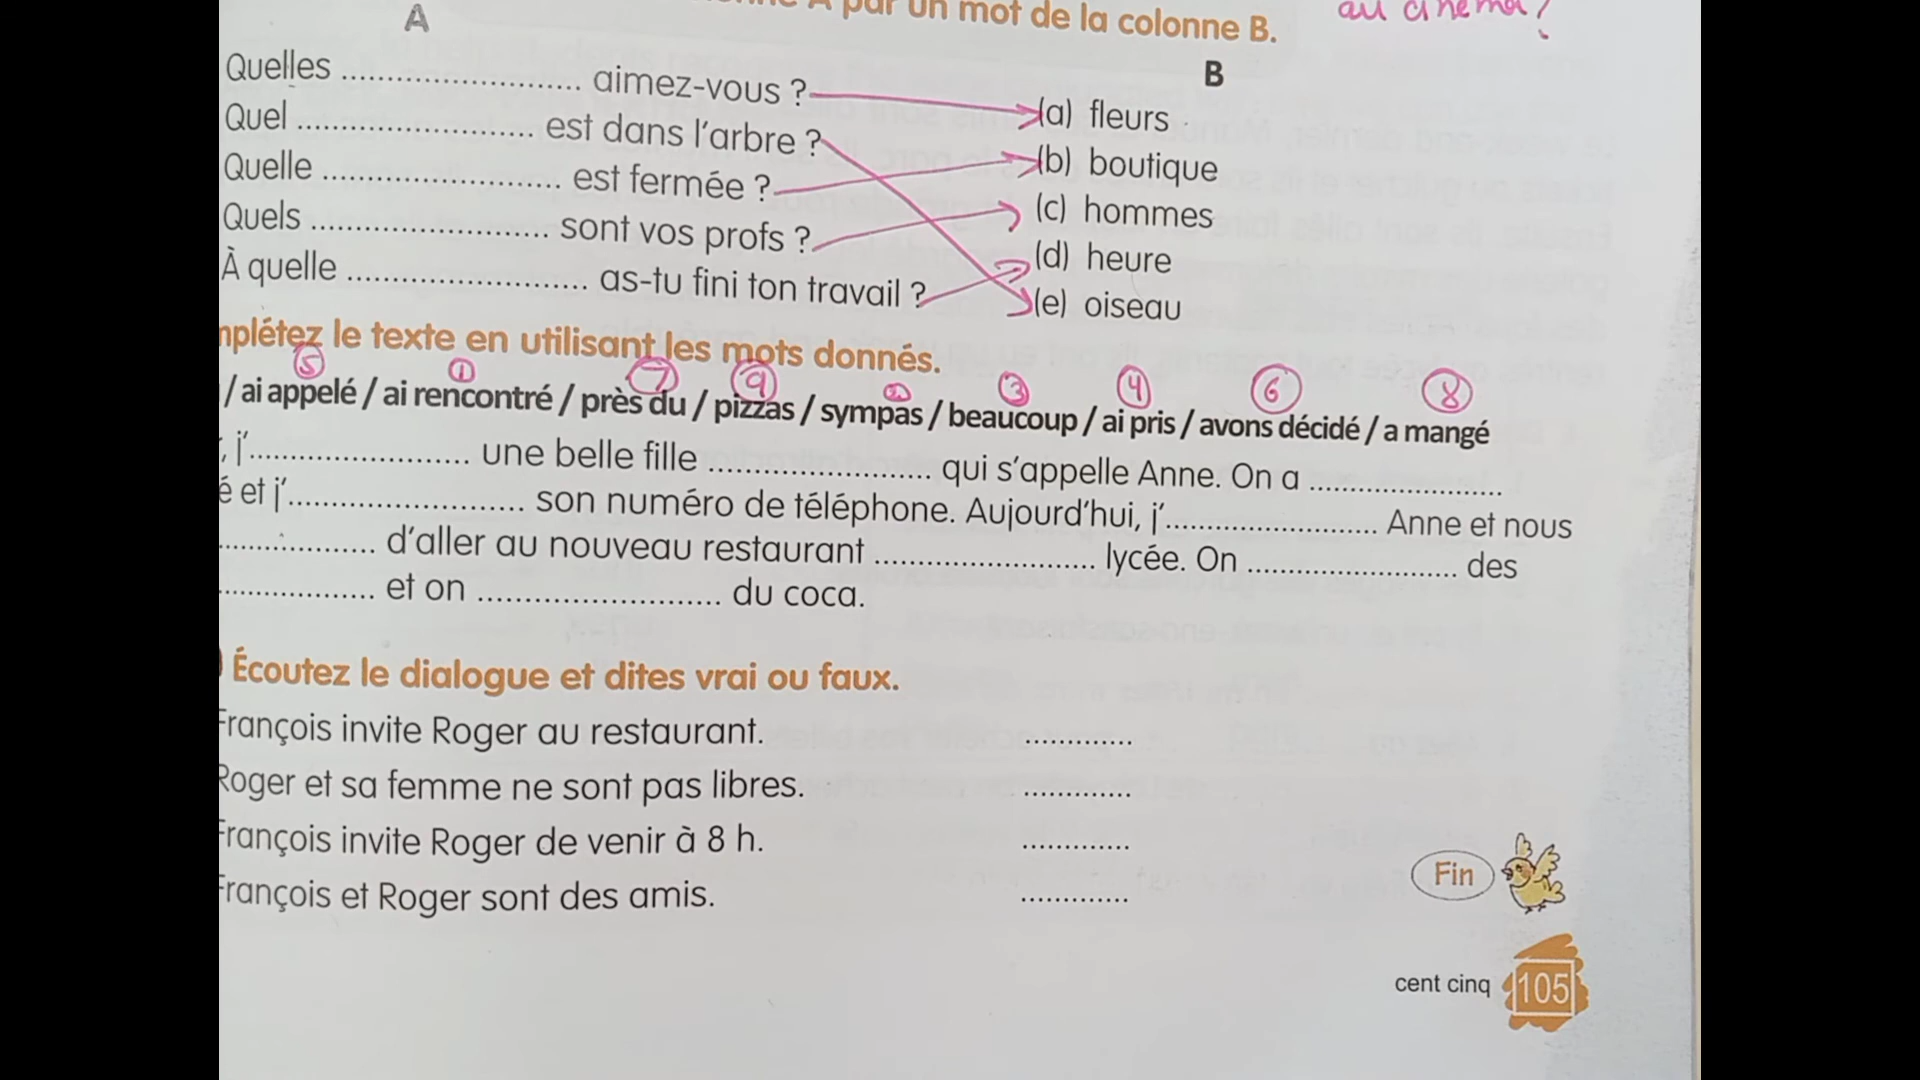 A par un mot de la colonne B.
au cinéma?
A
B
Quelles .......................... aimez-vous ?
(a) fleurs
Quel .......................... est dans l'arbre ?
(b) boutique
Quelle .......................... est fermée ?
(c) hommes
Quels .......................... sont vos profs ?
(d) heure
À quelle .......................... as-tu fini ton travail ?
(e) oiseau
mplétez le texte en utilisant les mots donnés.
5 1 7 9 2 3 4 6 8
/ ai appelé / ai rencontré / près du / pizzas / sympas / beaucoup / ai pris / avons décidé / a mangé
, j'........................ une belle fille ........................ qui s'appelle Anne. On a .....................
é et j'.......................... son numéro de téléphone. Aujourd'hui, j'........................ Anne et nous
.................. d'aller au nouveau restaurant ........................ lycée. On ....................... des
.................. et on ........................... du coca.
Écoutez le dialogue et dites vrai ou faux.
François invite Roger au restaurant. .............
Roger et sa femme ne sont pas libres. .............
François invite Roger de venir à 8 h. .............
François et Roger sont des amis. .............
Fin
cent cinq 105